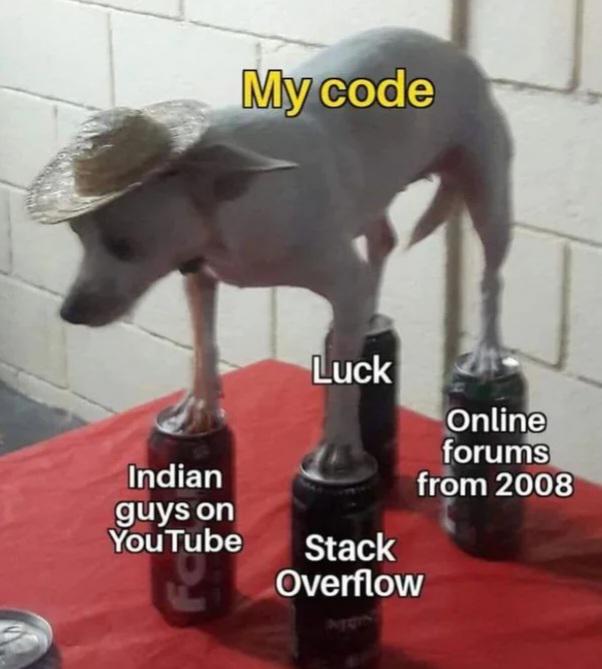 My code
Luck
Online
forums
from 2008
Indian
guys on
YouTube
Stack
Overflow